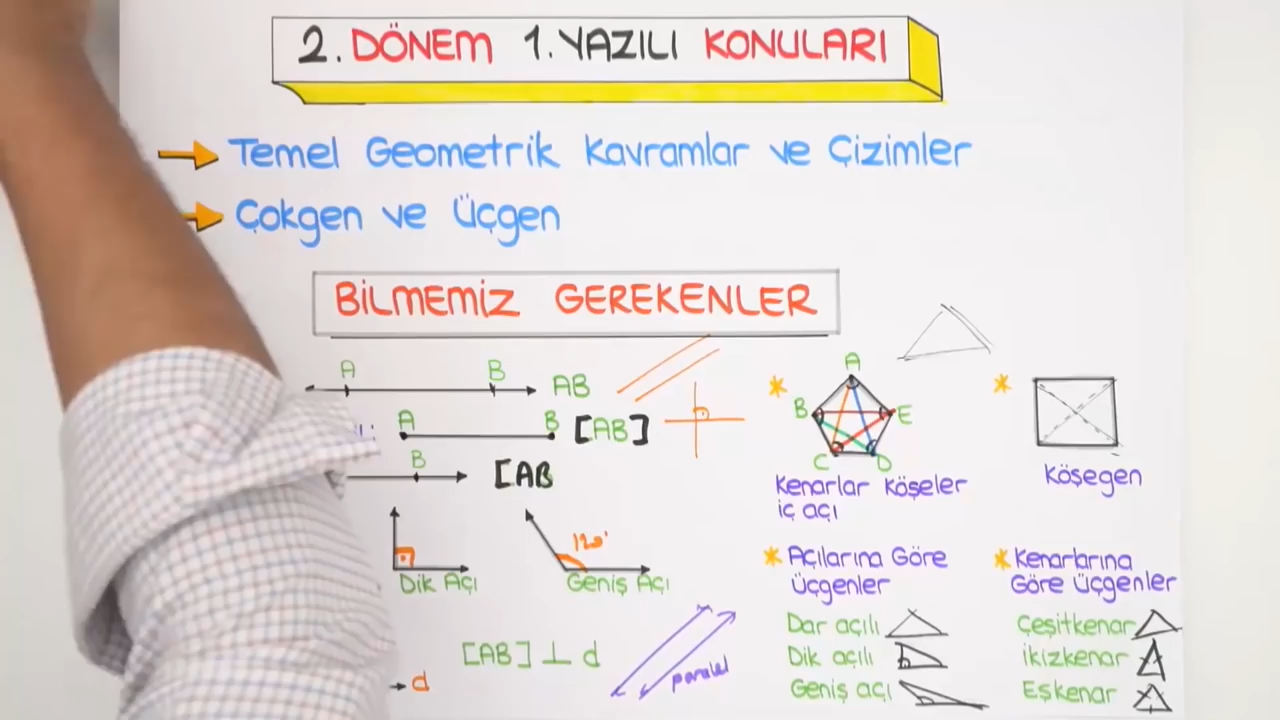 2. DÖNEM 1. YAZILI KONULARI
Temel Geometrik Kavramlar ve Çizimler
Çokgen ve Üçgen
BİLMEMİZ GEREKENLER
A B AB
A B [AB]
B [AB
Dik Açı
120°
Geniş Açı
[AB] ⊥ d
d
paralel
A
B E
C D
Kenarlar Köşeler
iç açı
Köşegen
Açılarına Göre
Üçgenler
Dar açılı
Dik açılı
Geniş açı
Kenarlarına
Göre Üçgenler
Çeşitkenar
ikizkenar
Eşkenar